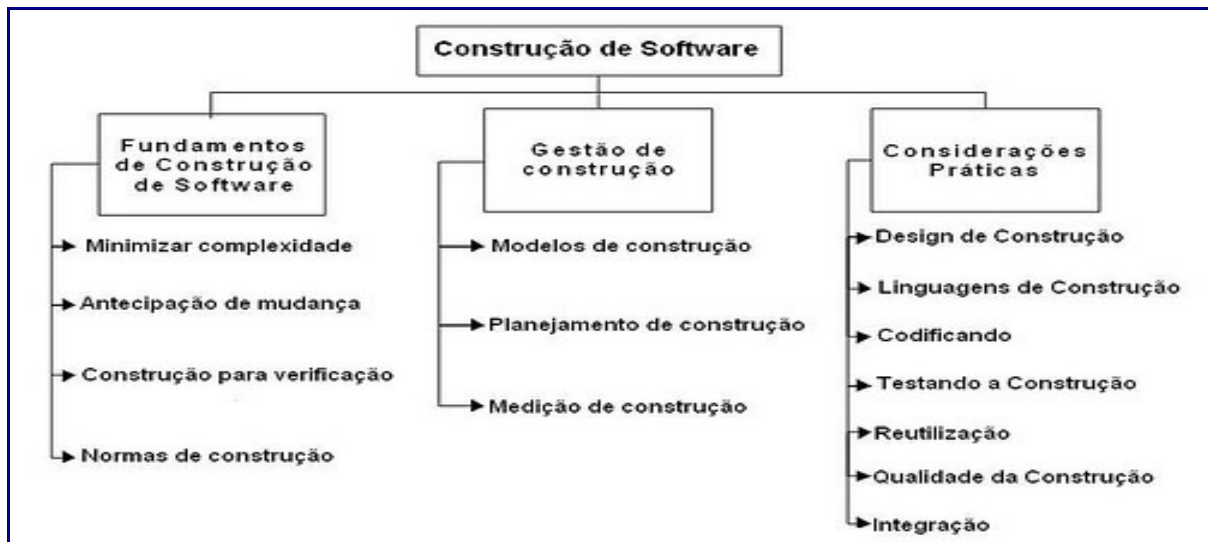 Construção de Software
Fundamentos
de Construção
de Software
Minimizar complexidade
Antecipação de mudança
Construção para verificação
Normas de construção
Gestão de
construção
Modelos de construção
Planejamento de construção
Medição de construção
Considerações
Práticas
Design de Construção
Linguagens de Construção
Codificando
Testando a Construção
Reutilização
Qualidade da Construção
Integração